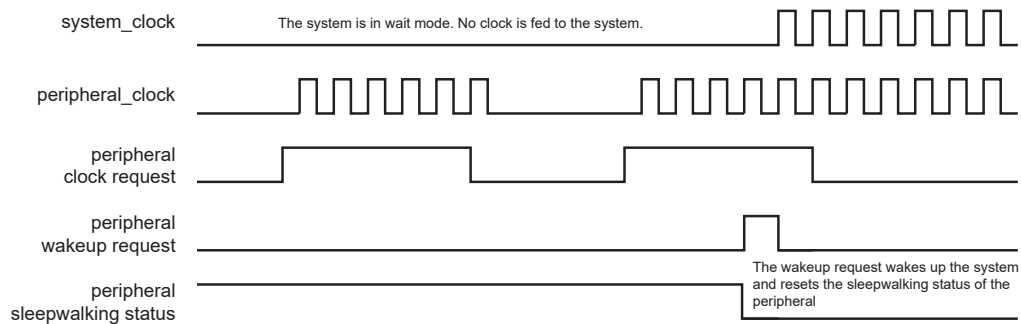 system_clock
The system is in wait mode. No clock is fed to the system.
peripheral_clock
peripheral
clock request
peripheral
wakeup request
The wakeup request wakes up the system
and resets the sleepwalking status of the
peripheral
peripheral
sleepwalking status